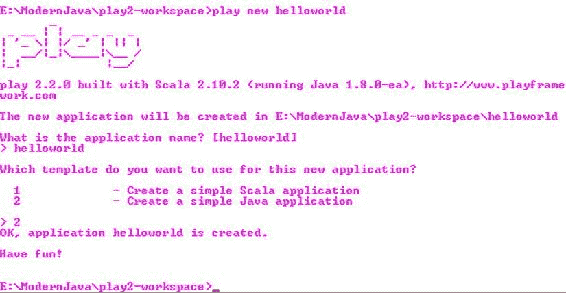 E:\ModernJava\play2-workspace>play new helloworld
play
play 2.2.0 built with Scala 2.10.2 (running Java 1.8.0-ea), http://www.playframe
work.com
The new application will be created in E:\ModernJava\play2-workspace\helloworld
What is the application name? [helloworld]
> helloworld
Which template do you want to use for this new application?
1 - Create a simple Scala application
2 - Create a simple Java application
> 2
OK, application helloworld is created.
Have fun!
E:\ModernJava\play2-workspace>_